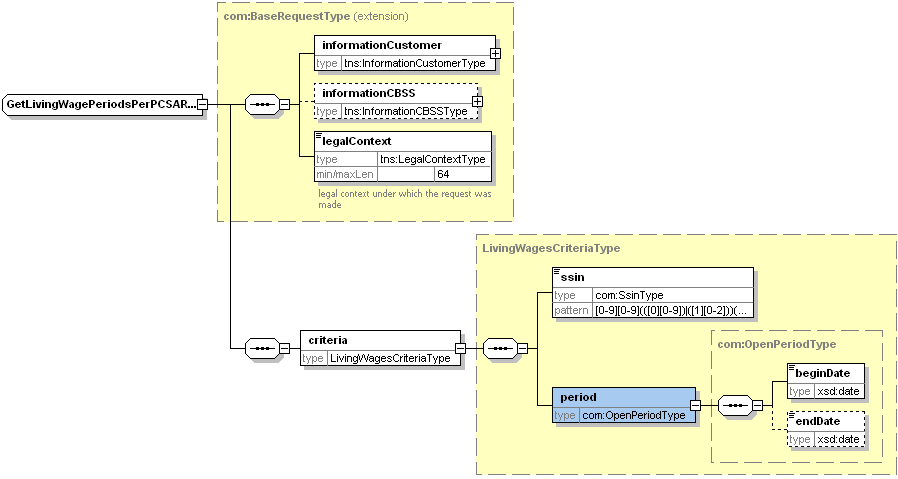 com:BaseRequestType (extension)
informationCustomer
type tns:InformationCustomerType
GetLivingWagePeriodsPerPCSAR...
informationCBSS
type tns:InformationCBSSType
legalContext
type tns:LegalContextType
min/maxLen 64
legal context under which the request was
made
LivingWagesCriteriaType
ssin
type com:SsinType
pattern [0-9][0-9](([0][0-9])|([1][0-2]))(...
criteria
type LivingWagesCriteriaType
com:OpenPeriodType
beginDate
type xsd:date
period
type com:OpenPeriodType
endDate
type xsd:date